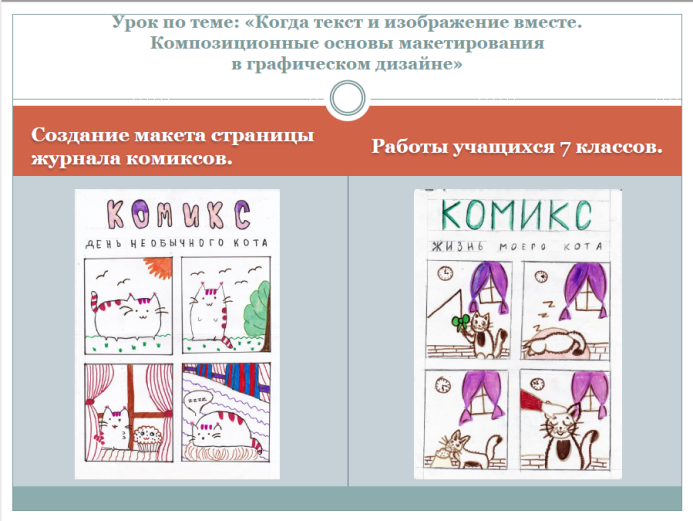 Урок по теме: «Когда текст и изображение вместе.
Композиционные основы макетирования
в графическом дизайне»
Создание макета страницы
журнала комиксов.
Работы учащихся 7 классов.
КОМИКС
ДЕНЬ НЕОБЫЧНОГО КОТА
zzzz
КОМИКС
ЖИЗНЬ МОЕГО КОТА
z z z